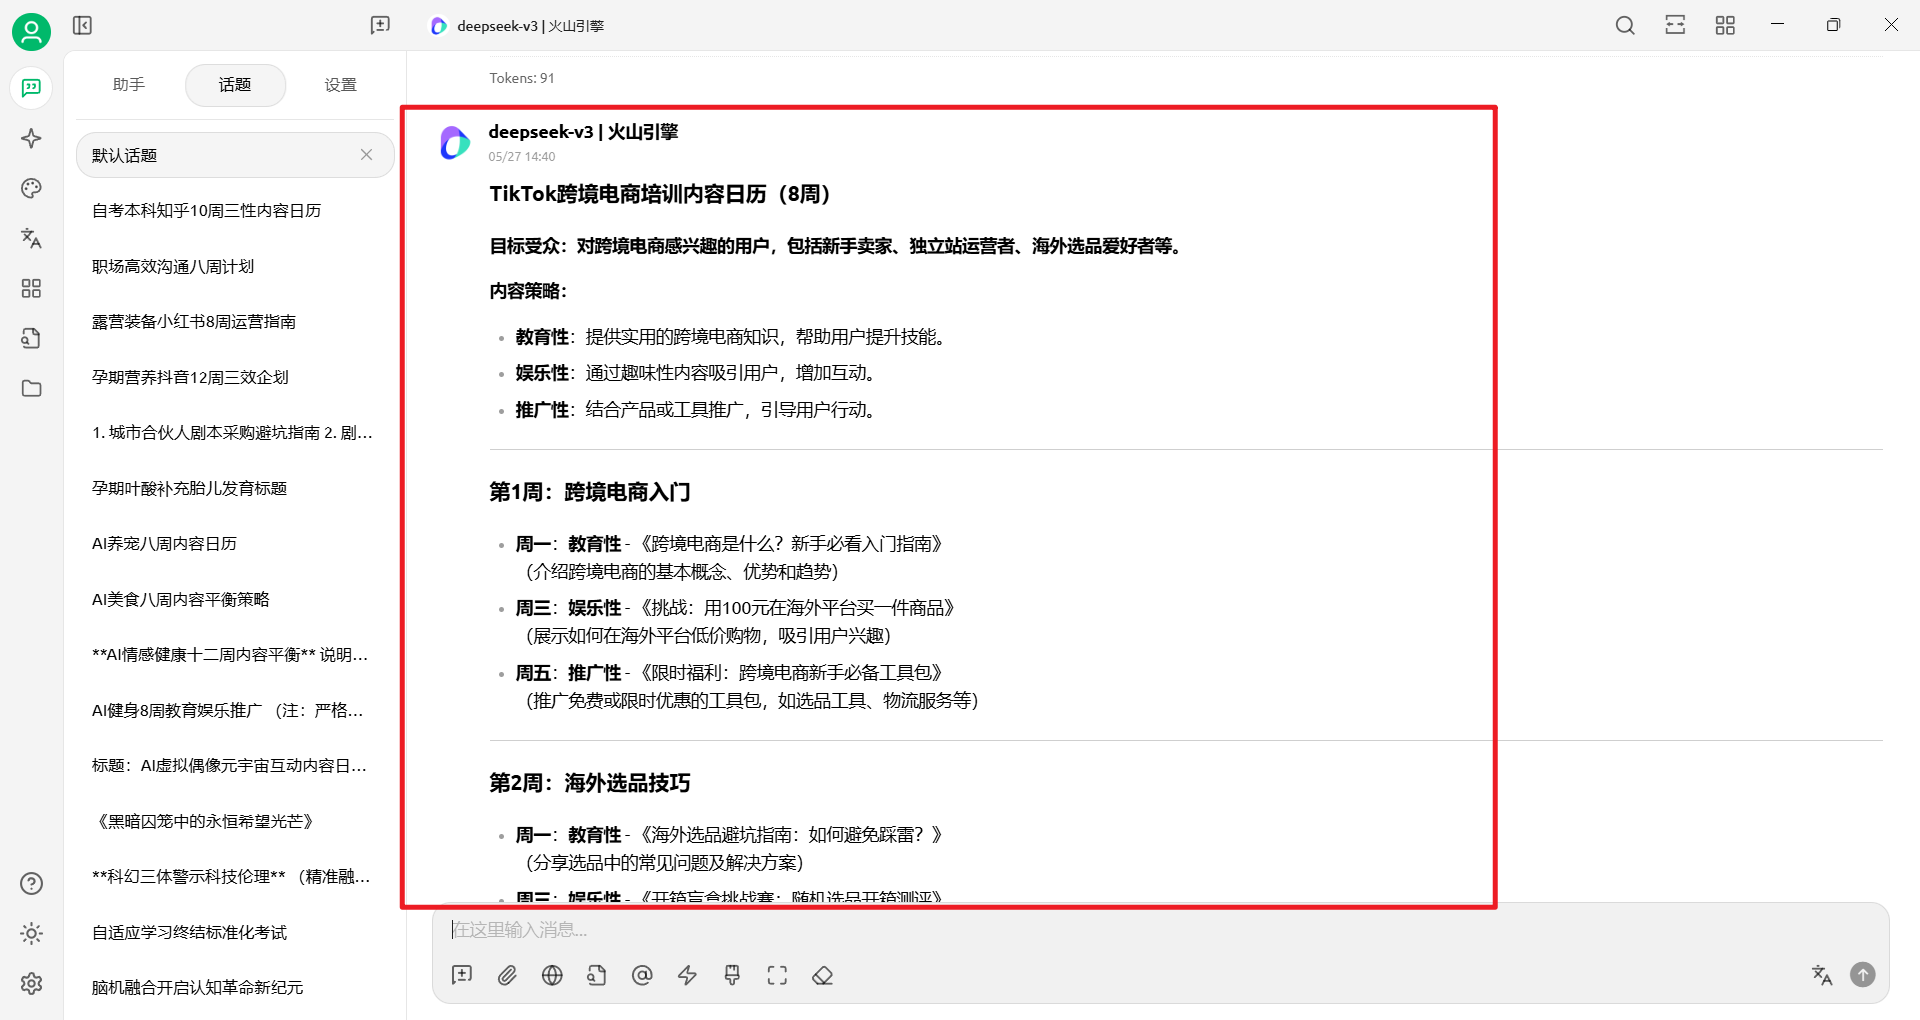 deepseek-v3 | 火山引擎
助手
话题
设置
默认话题
自考本科知乎10周三性内容日历
职场高效沟通八周计划
露营装备小红书8周运营指南
孕期营养抖音12周三效企划
1. 城市合伙人剧本采购避坑指南 2. 剧...
孕期叶酸补充胎儿发育标题
AI养宠八周内容日历
AI美食八周内容平衡策略
**AI情感健康十二周内容平衡** 说明...
AI健身8周教育娱乐推广 （注：严格...
标题：AI虚拟偶像元宇宙互动内容日...
《黑暗囚笼中的永恒希望光芒》
**科幻三体警示科技伦理** （精准融...
自适应学习终结标准化考试
脑机融合开启认知革命新纪元
Tokens: 91
deepseek-v3 | 火山引擎
05/27 14:40
TikTok跨境电商培训内容日历（8周）
目标受众：对跨境电商感兴趣的用户，包括新手卖家、独立站运营者、海外选品爱好者等。
内容策略：
• 教育性：提供实用的跨境电商知识，帮助用户提升技能。
• 娱乐性：通过趣味性内容吸引用户，增加互动。
• 推广性：结合产品或工具推广，引导用户行动。
第1周：跨境电商入门
• 周一：教育性 - 《跨境电商是什么？新手必看入门指南》
（介绍跨境电商的基本概念、优势和趋势）
• 周三：娱乐性 - 《挑战：用100元在海外平台买一件商品》
（展示如何在海外平台低价购物，吸引用户兴趣）
• 周五：推广性 - 《限时福利：跨境电商新手必备工具包》
（推广免费或限时优惠的工具包，如选品工具、物流服务等）
第2周：海外选品技巧
• 周一：教育性 - 《海外选品避坑指南：如何避免踩雷？》
（分享选品中的常见问题及解决方案）
• 周三：娱乐性 - 《开箱盲盒挑战赛：随机选品开箱测评》
在这里输入消息...